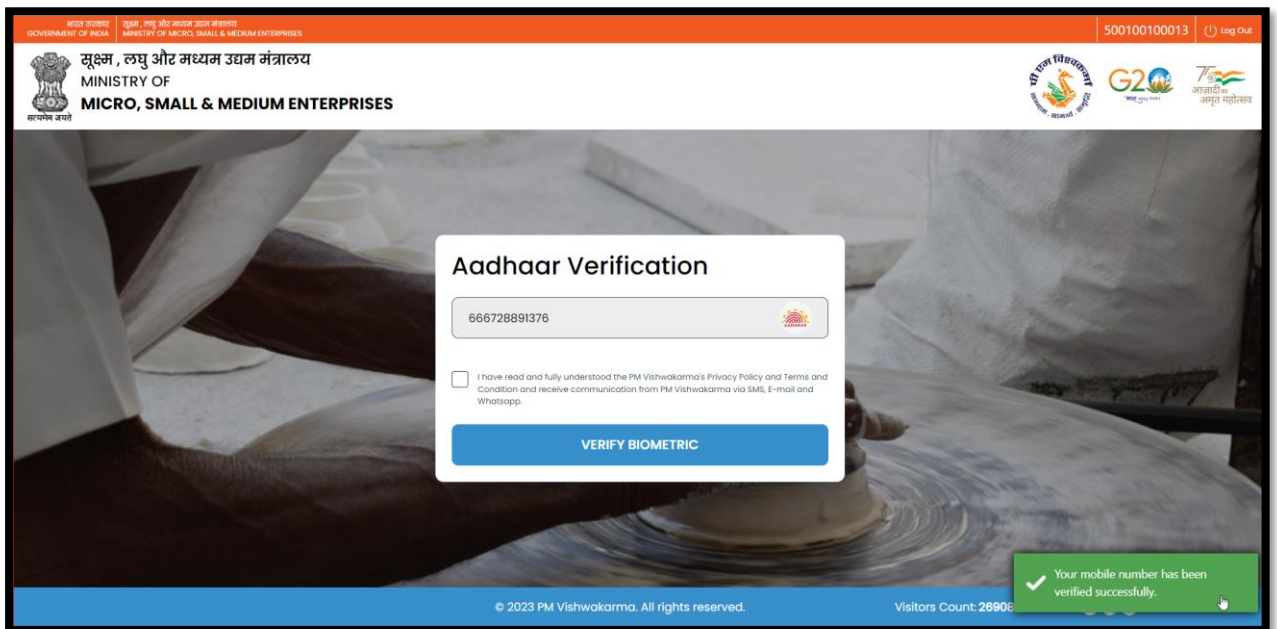 भारत सरकार
GOVERNMENT OF INDIA
सूक्ष्म, लघु और मध्यम उद्यम मंत्रालय
MINISTRY OF MICRO, SMALL & MEDIUM ENTERPRISES
500100100013
Log Out
सूक्ष्म , लघु और मध्यम उद्यम मंत्रालय
MINISTRY OF
MICRO, SMALL & MEDIUM ENTERPRISES
सत्यमेव जयते
पी एम विश्वकर्मा
G20
75
आज़ादी का
अमृत महोत्सव
Aadhaar Verification
666728891376
AADHAAR
I have read and fully understood the PM Vishwakarma's Privacy Policy and Terms and
Condition and receive communication from PM Vishwakarma via SMS, E-mail and
Whatsapp.
VERIFY BIOMETRIC
Your mobile number has been
verified successfully.
© 2023 PM Vishwakarma. All rights reserved.
Visitors Count: 26908